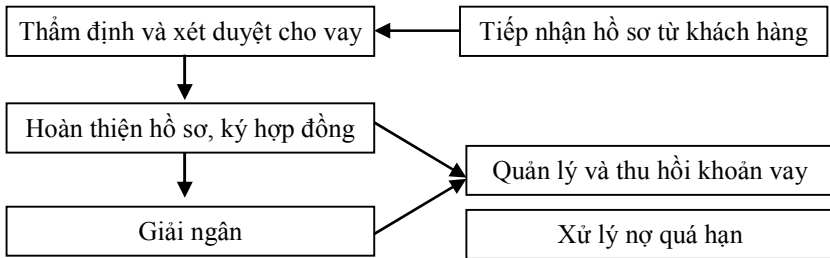 Thẩm định và xét duyệt cho vay
Tiếp nhận hồ sơ từ khách hàng
Hoàn thiện hồ sơ, ký hợp đồng
Quản lý và thu hồi khoản vay
Giải ngân
Xử lý nợ quá hạn